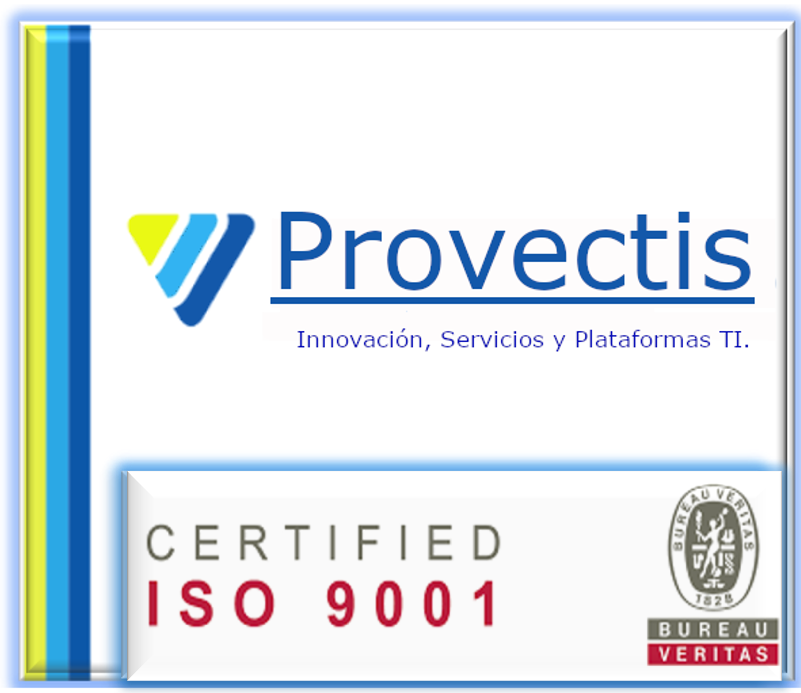 Provectis
Innovación, Servicios y Plataformas TI.
CERTIFIED
ISO 9001
BUREAU VERITAS
1828
BUREAU
VERITAS